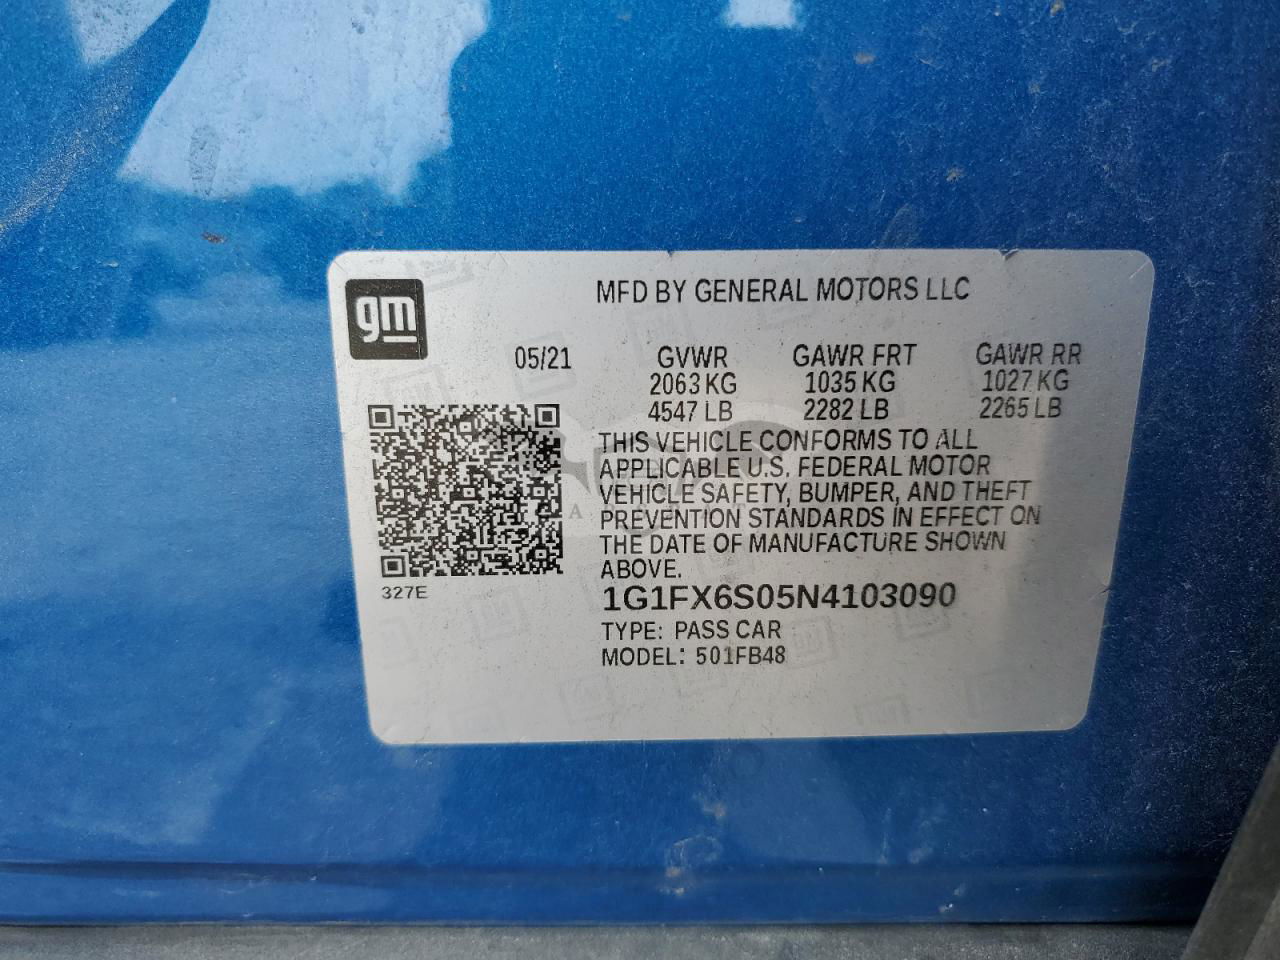 gm
MFD BY GENERAL MOTORS LLC
05/21 GVWR GAWR FRT GAWR RR
2063 KG 1035 KG 1027 KG
4547 LB 2282 LB 2265 LB
THIS VEHICLE CONFORMS TO ALL
APPLICABLE U.S. FEDERAL MOTOR
VEHICLE SAFETY, BUMPER, AND THEFT
PREVENTION STANDARDS IN EFFECT ON
THE DATE OF MANUFACTURE SHOWN
ABOVE.
327E
1G1FX6S05N4103090
TYPE: PASS CAR
MODEL: 501FB48